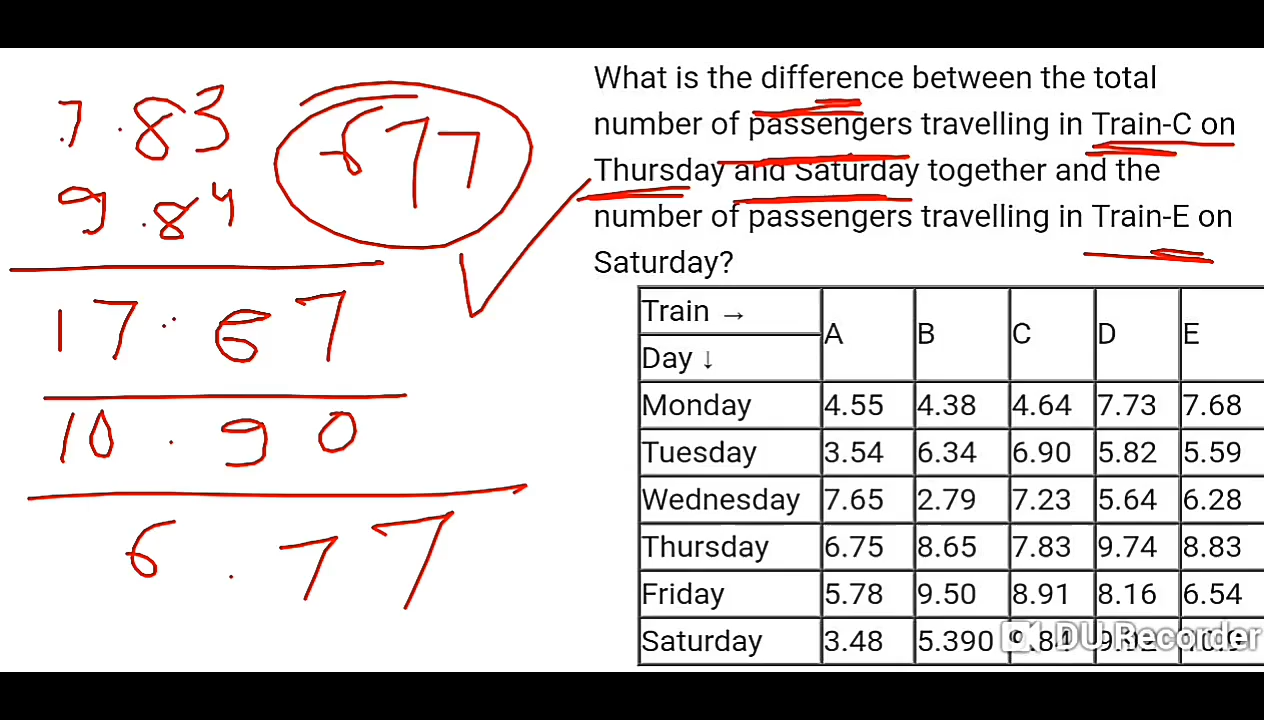 7.83
9.84
17.67
10.90
6.77
677
What is the difference between the total
number of passengers travelling in Train-C on
Thursday and Saturday together and the
number of passengers travelling in Train-E on
Saturday?
Train → A B C D E
Day ↓
Monday 4.55 4.38 4.64 7.73 7.68
Tuesday 3.54 6.34 6.90 5.82 5.59
Wednesday 7.65 2.79 7.23 5.64 6.28
Thursday 6.75 8.65 7.83 9.74 8.83
Friday 5.78 9.50 8.91 8.16 6.54
Saturday 3.48 5.390 9.84
DU Recorder